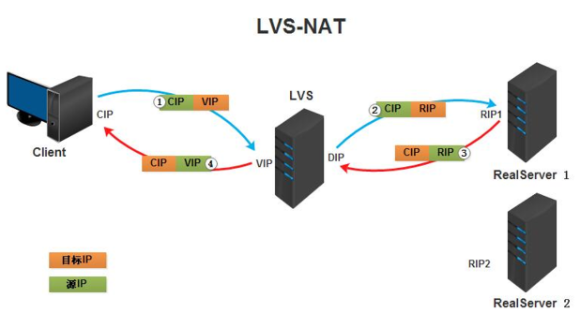 LVS-NAT
① CIP VIP
LVS
② CIP RIP
CIP
RIP1
Client
CIP VIP ④
VIP
DIP
CIP RIP ③
RealServer 1
目标IP
源IP
RIP2
RealServer 2